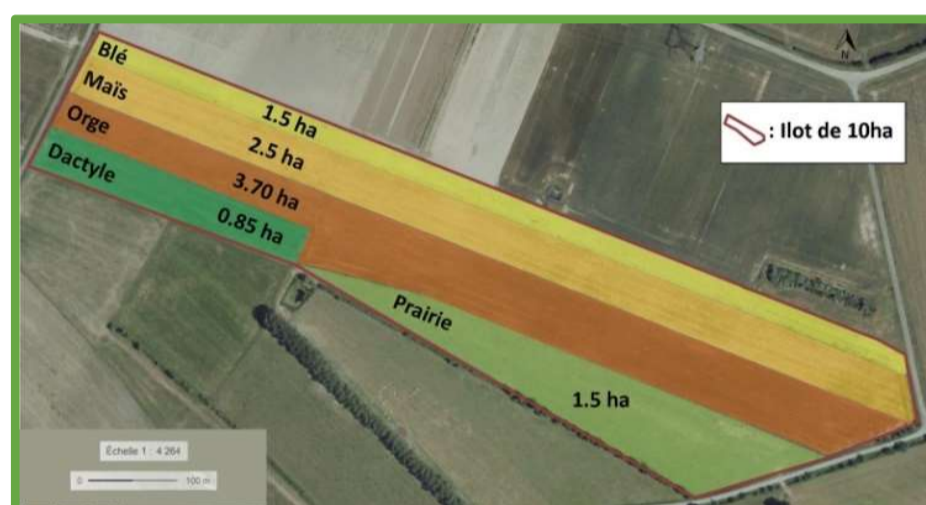 Blé
1.5 ha
Maïs
2.5 ha
Orge
3.70 ha
Dactyle
0.85 ha
Prairie
1.5 ha
N
: Ilot de 10ha
Échelle 1 : 4 264
0 100 m